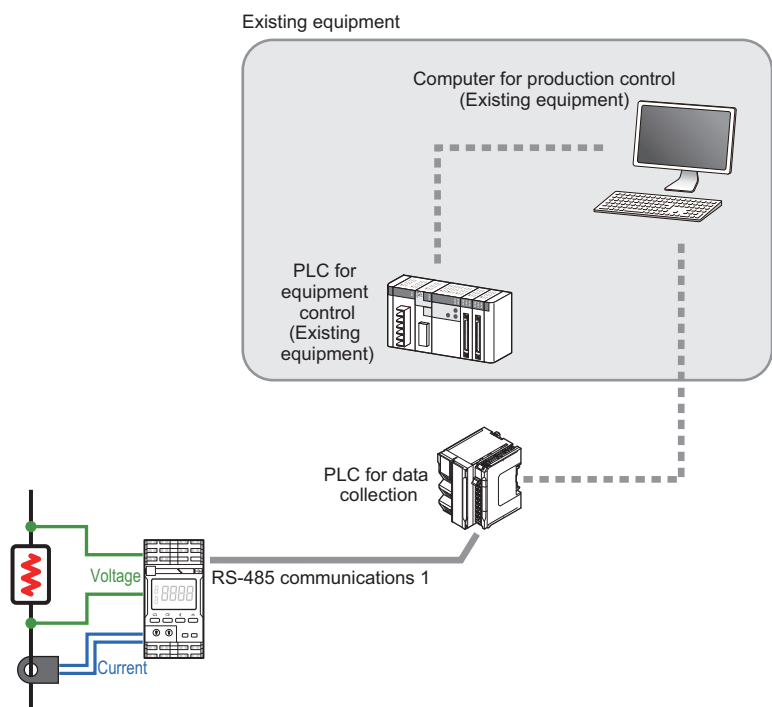 Existing equipment
Computer for production control
(Existing equipment)
PLC for
equipment
control
(Existing
equipment)
PLC for data
collection
Voltage
RS-485 communications 1
Current